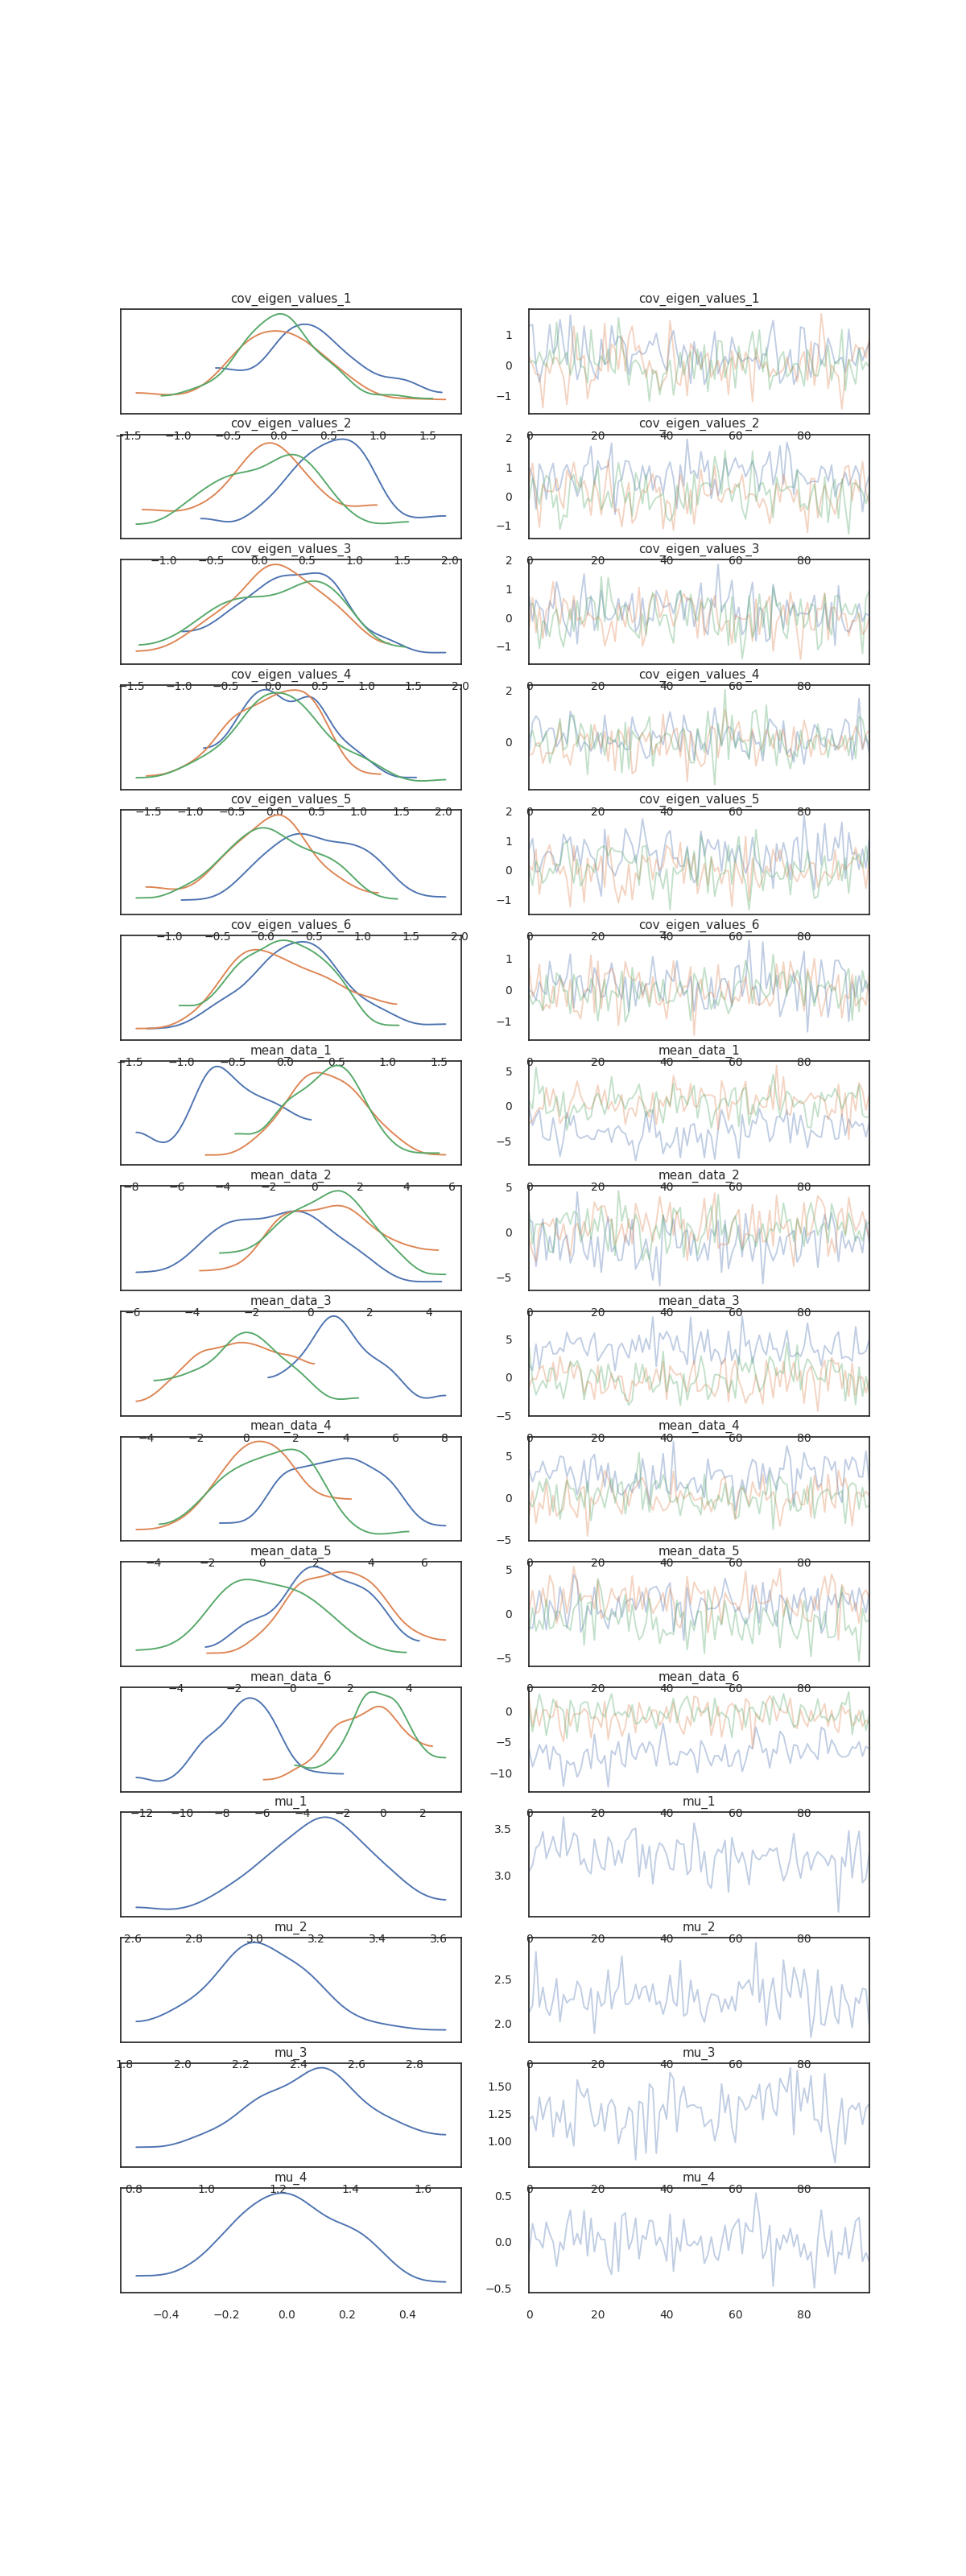 cov_eigen_values_1 cov_eigen_values_1
1
0
−1
−1.5 −1.0 −0.5 0.0 0.5 1.0 1.5 0 20 40 60 80
cov_eigen_values_2 cov_eigen_values_2
2
1
0
−1
−1.0 −0.5 0.0 0.5 1.0 1.5 2.0 0 20 40 60 80
cov_eigen_values_3 cov_eigen_values_3
2
1
0
−1
−1.5 −1.0 −0.5 0.0 0.5 1.0 1.5 2.0 0 20 40 60 80
cov_eigen_values_4 cov_eigen_values_4
2
0
−1.5 −1.0 −0.5 0.0 0.5 1.0 1.5 2.0 0 20 40 60 80
cov_eigen_values_5 cov_eigen_values_5
2
1
0
−1
−1.0 −0.5 0.0 0.5 1.0 1.5 2.0 0 20 40 60 80
cov_eigen_values_6 cov_eigen_values_6
1
0
−1
−1.5 −1.0 −0.5 0.0 0.5 1.0 1.5 0 20 40 60 80
mean_data_1 mean_data_1
5
0
−5
−8 −6 −4 −2 0 2 4 6 0 20 40 60 80
mean_data_2 mean_data_2
5
0
−5
−6 −4 −2 0 2 4 0 20 40 60 80
mean_data_3 mean_data_3
5
0
−5
−4 −2 0 2 4 6 8 0 20 40 60 80
mean_data_4 mean_data_4
5
0
−5
−4 −2 0 2 4 6 0 20 40 60 80
mean_data_5 mean_data_5
5
0
−5
−4 −2 0 2 4 0 20 40 60 80
mean_data_6 mean_data_6
0
−5
−10
−12 −10 −8 −6 −4 −2 0 2 0 20 40 60 80
mu_1 mu_1
3.5
3.0
2.6 2.8 3.0 3.2 3.4 3.6 0 20 40 60 80
mu_2 mu_2
2.5
2.0
1.8 2.0 2.2 2.4 2.6 2.8 0 20 40 60 80
mu_3 mu_3
1.50
1.25
1.00
0.8 1.0 1.2 1.4 1.6 0 20 40 60 80
mu_4 mu_4
0.5
0.0
−0.5
−0.4 −0.2 0.0 0.2 0.4 0 20 40 60 80